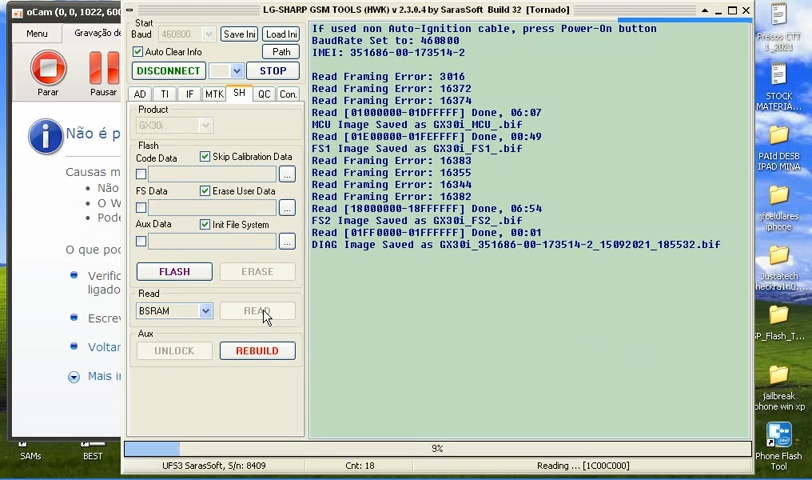 oCam (0, 0, 1022, 600
Menu
Gravação de
Parar
Pausar
Não é p
Causas m
Não
O W
Pode
O que pod
Verific
ligado
Escrev
Voltar
Mais in
SAMs
BEST
LG-SHARP GSM TOOLS (HWK) v 2.3.0.4 by SarasSoft Build 32 [Tornado]
Start
Baud
460800
Save Ini
Load Ini
Auto Clear Info
Path
DISCONNECT
STOP
AD
TI
IF
MTK
SH
QC
Con.
Product
GX30i
Flash
Code Data
Skip Calibration Data
...
FS Data
Erase User Data
...
Aux Data
Init File System
...
FLASH
ERASE
Read
BSRAM
READ
Aux
UNLOCK
REBUILD
If used non Auto-Ignition cable, press Power-On button
BaudRate Set to: 460800
IMEI: 351686-00-173514-2
Read Framing Error: 3016
Read Framing Error: 16372
Read Framing Error: 16374
Read [01000000-01DFFFFF] Done, 06:07
MCU Image Saved as GX30i_MCU_.bif
Read [01E00000-01FEFFFF] Done, 00:49
FS1 Image Saved as GX30i_FS1_.bif
Read Framing Error: 16383
Read Framing Error: 16355
Read Framing Error: 16344
Read Framing Error: 16382
Read [18000000-18FFFFFF] Done, 06:54
FS2 Image Saved as GX30i_FS2_.bif
Read [01FF0000-01FFFFFF] Done, 00:01
DIAG Image Saved as GX30i_351686-00-173514-2_15092021_185532.bif
9%
UFS3 SarasSoft, S/n: 8409
Cnt: 18
Reading ... [1C00C000]
Precos CTT
_2021
STOCK
MATERIA...
PAId DESB
IPAD MINA
jfcelulares
iphone
Justatech
checkra1n0...
SP_Flash_T...
jailbreak
phone win xp
Phone Flash
Tool